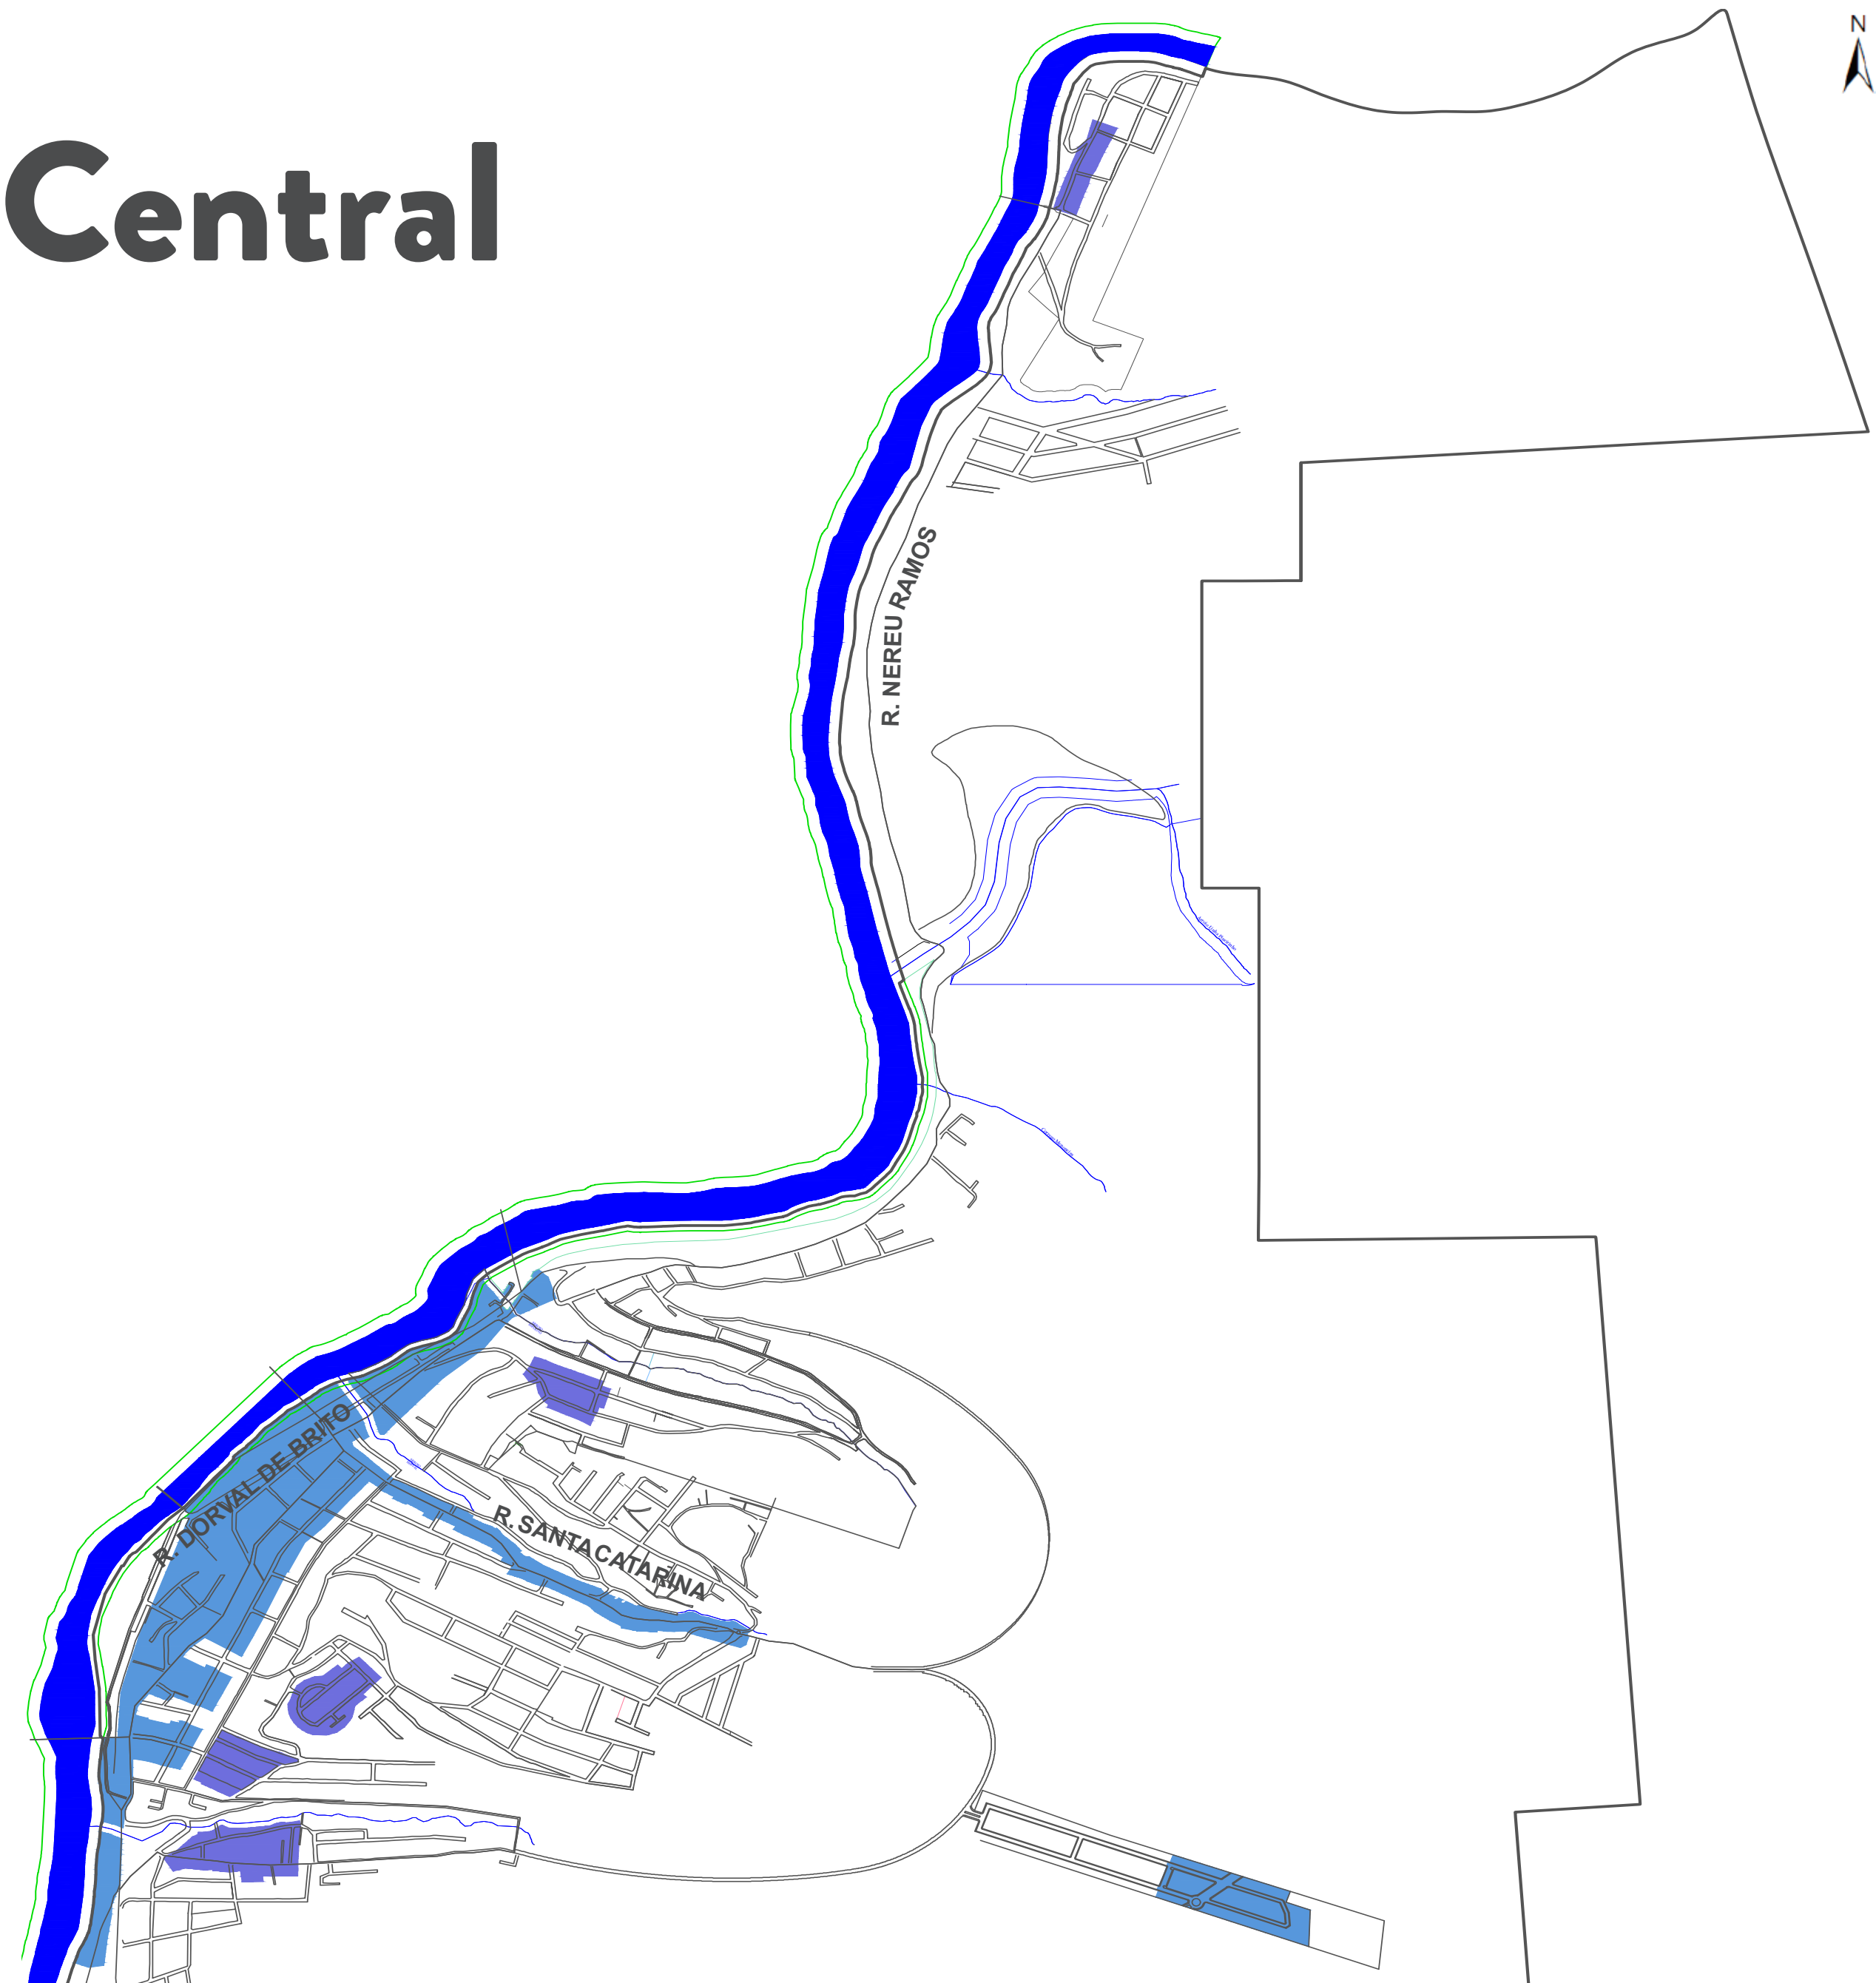 N
Central
R. NEREU RAMOS
R. DORVAL DE BRITO
R. SANTA CATARINA